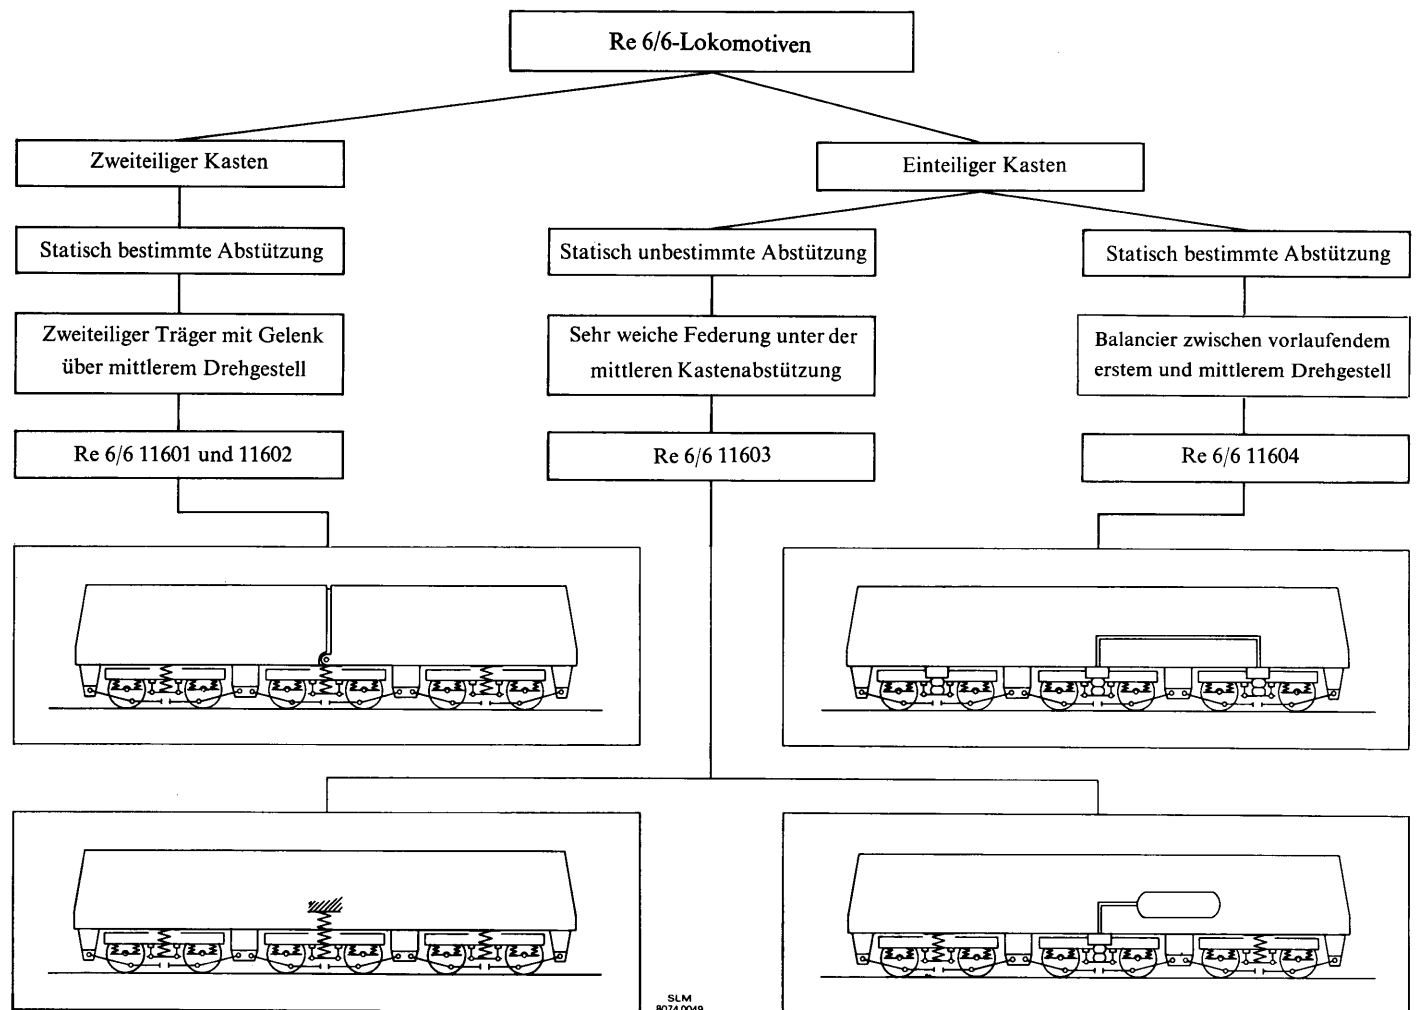 Re 6/6-Lokomotiven
Zweiteiliger Kasten
Einteiliger Kasten
Statisch bestimmte Abstützung
Statisch unbestimmte Abstützung
Statisch bestimmte Abstützung
Zweiteiliger Träger mit Gelenk
über mittlerem Drehgestell
Sehr weiche Federung unter der
mittleren Kastenabstützung
Balancier zwischen vorlaufendem
erstem und mittlerem Drehgestell
Re 6/6 11601 und 11602
Re 6/6 11603
Re 6/6 11604
SLM
8074.0049